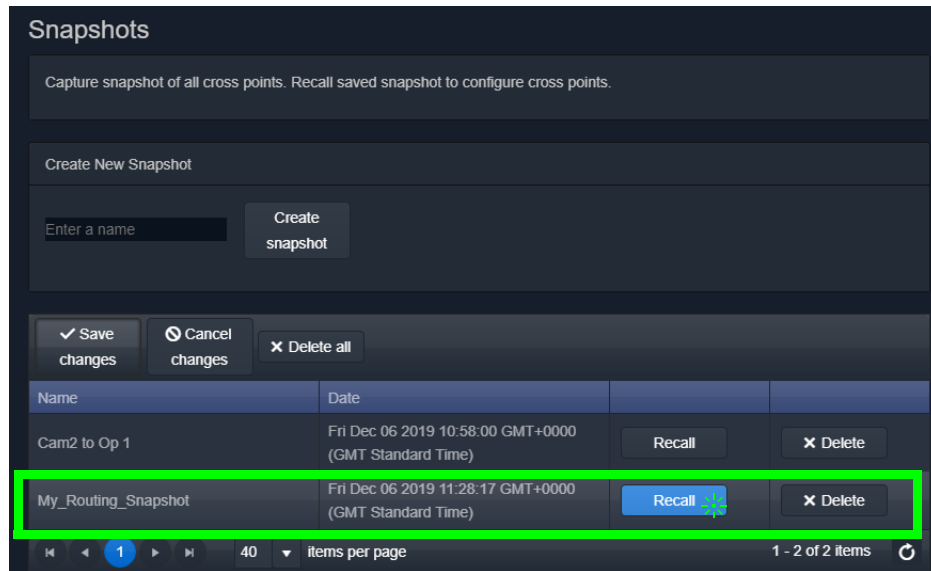 Snapshots
Capture snapshot of all cross points. Recall saved snapshot to configure cross points.
Create New Snapshot
Enter a name
Create
snapshot
Save
changes
Cancel
changes
Delete all
Name Date
Cam2 to Op 1
Fri Dec 06 2019 10:58:00 GMT+0000
(GMT Standard Time)
Recall
Delete
My_Routing_Snapshot
Fri Dec 06 2019 11:28:17 GMT+0000
(GMT Standard Time)
Recall
Delete
1 40 items per page 1 - 2 of 2 items